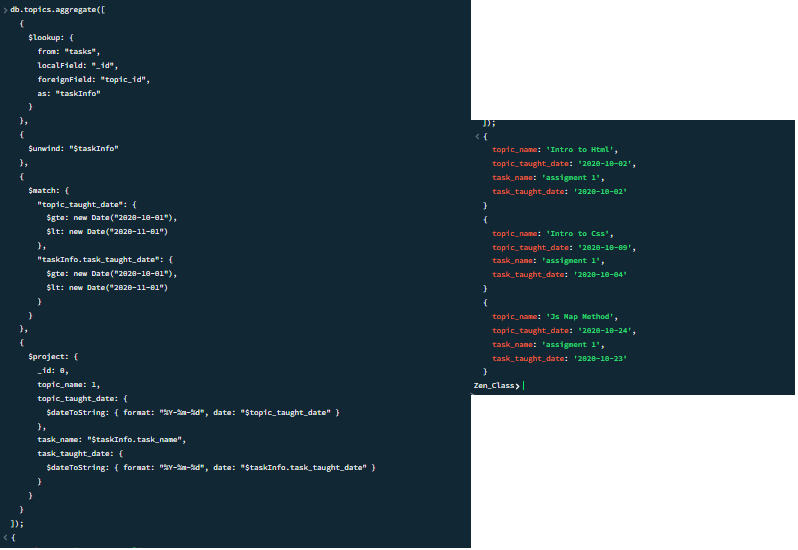 db.topics.aggregate([
{
$lookup: {
from: "tasks",
localField: "_id",
foreignField: "topic_id",
as: "taskInfo"
}
},
{
$unwind: "$taskInfo"
},
{
$match: {
"topic_taught_date": {
$gte: new Date("2020-10-01"),
$lt: new Date("2020-11-01")
},
"taskInfo.task_taught_date": {
$gte: new Date("2020-10-01"),
$lt: new Date("2020-11-01")
}
}
},
{
$project: {
_id: 0,
topic_name: 1,
topic_taught_date: {
$dateToString: { format: "%Y-%m-%d", date: "$topic_taught_date" }
},
task_name: "$taskInfo.task_name",
task_taught_date: {
$dateToString: { format: "%Y-%m-%d", date: "$taskInfo.task_taught_date" }
}
}
}
]);
{
]);
{
topic_name: 'Intro to Html',
topic_taught_date: '2020-10-02',
task_name: 'assigment 1',
task_taught_date: '2020-10-02'
}
{
topic_name: 'Intro to Css',
topic_taught_date: '2020-10-09',
task_name: 'assigment 1',
task_taught_date: '2020-10-04'
}
{
topic_name: 'Js Map Method',
topic_taught_date: '2020-10-24',
task_name: 'assigment 1',
task_taught_date: '2020-10-23'
}
Zen_Class>